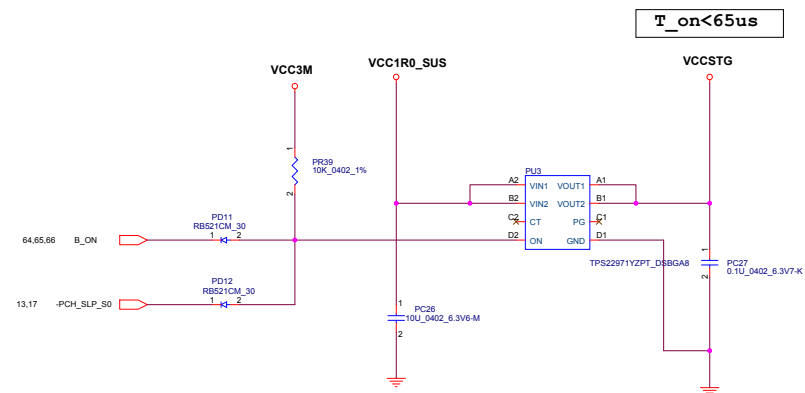 T_on<65us
VCC3M
VCC1R0_SUS
VCCSTG
1
PR39
10K_0402_1%
2
PU3
A2 VIN1 VOUT1 A1
B2 VIN2 VOUT2 B1
C2 CT PG C1
D2 ON GND D1
TPS22971YZPT_DSBGA8
64,65,66 B_ON
PD11
RB521CM_30
1 2
13,17 -PCH_SLP_S0
PD12
RB521CM_30
1 2
1
PC26
10U_0402_6.3V6-M
2
1
PC27
0.1U_0402_6.3V7-K
2